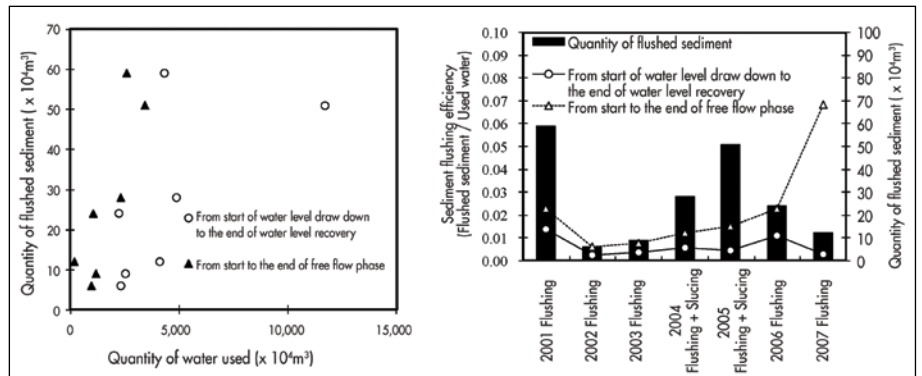 70
60
50
40
30
20
10
0
Quantity of flushed sediment ( x 10⁴m³)
From start of water level draw down
to the end of water level recovery
From start to the end of free flow phase
0
5,000
10,000
15,000
Quantity of water used (x 10⁴m³)
Sediment flushing efficiency
(Flushed sediment / Used water)
0.10
0.09
0.08
0.07
0.06
0.05
0.04
0.03
0.02
0.01
0.00
Quantity of flushed sediment
From start of water level draw down to
the end of water level recovery
From start to the end of free flow phase
100
90
80
70
60
50
40
30
20
10
0
Quantity of flushed sediment (x 10⁴m³)
2001 Flushing
2002 Flushing
2003 Flushing
2004
Flushing + Slucing
2005
Flushing + Slucing
2006 Flushing
2007 Flushing